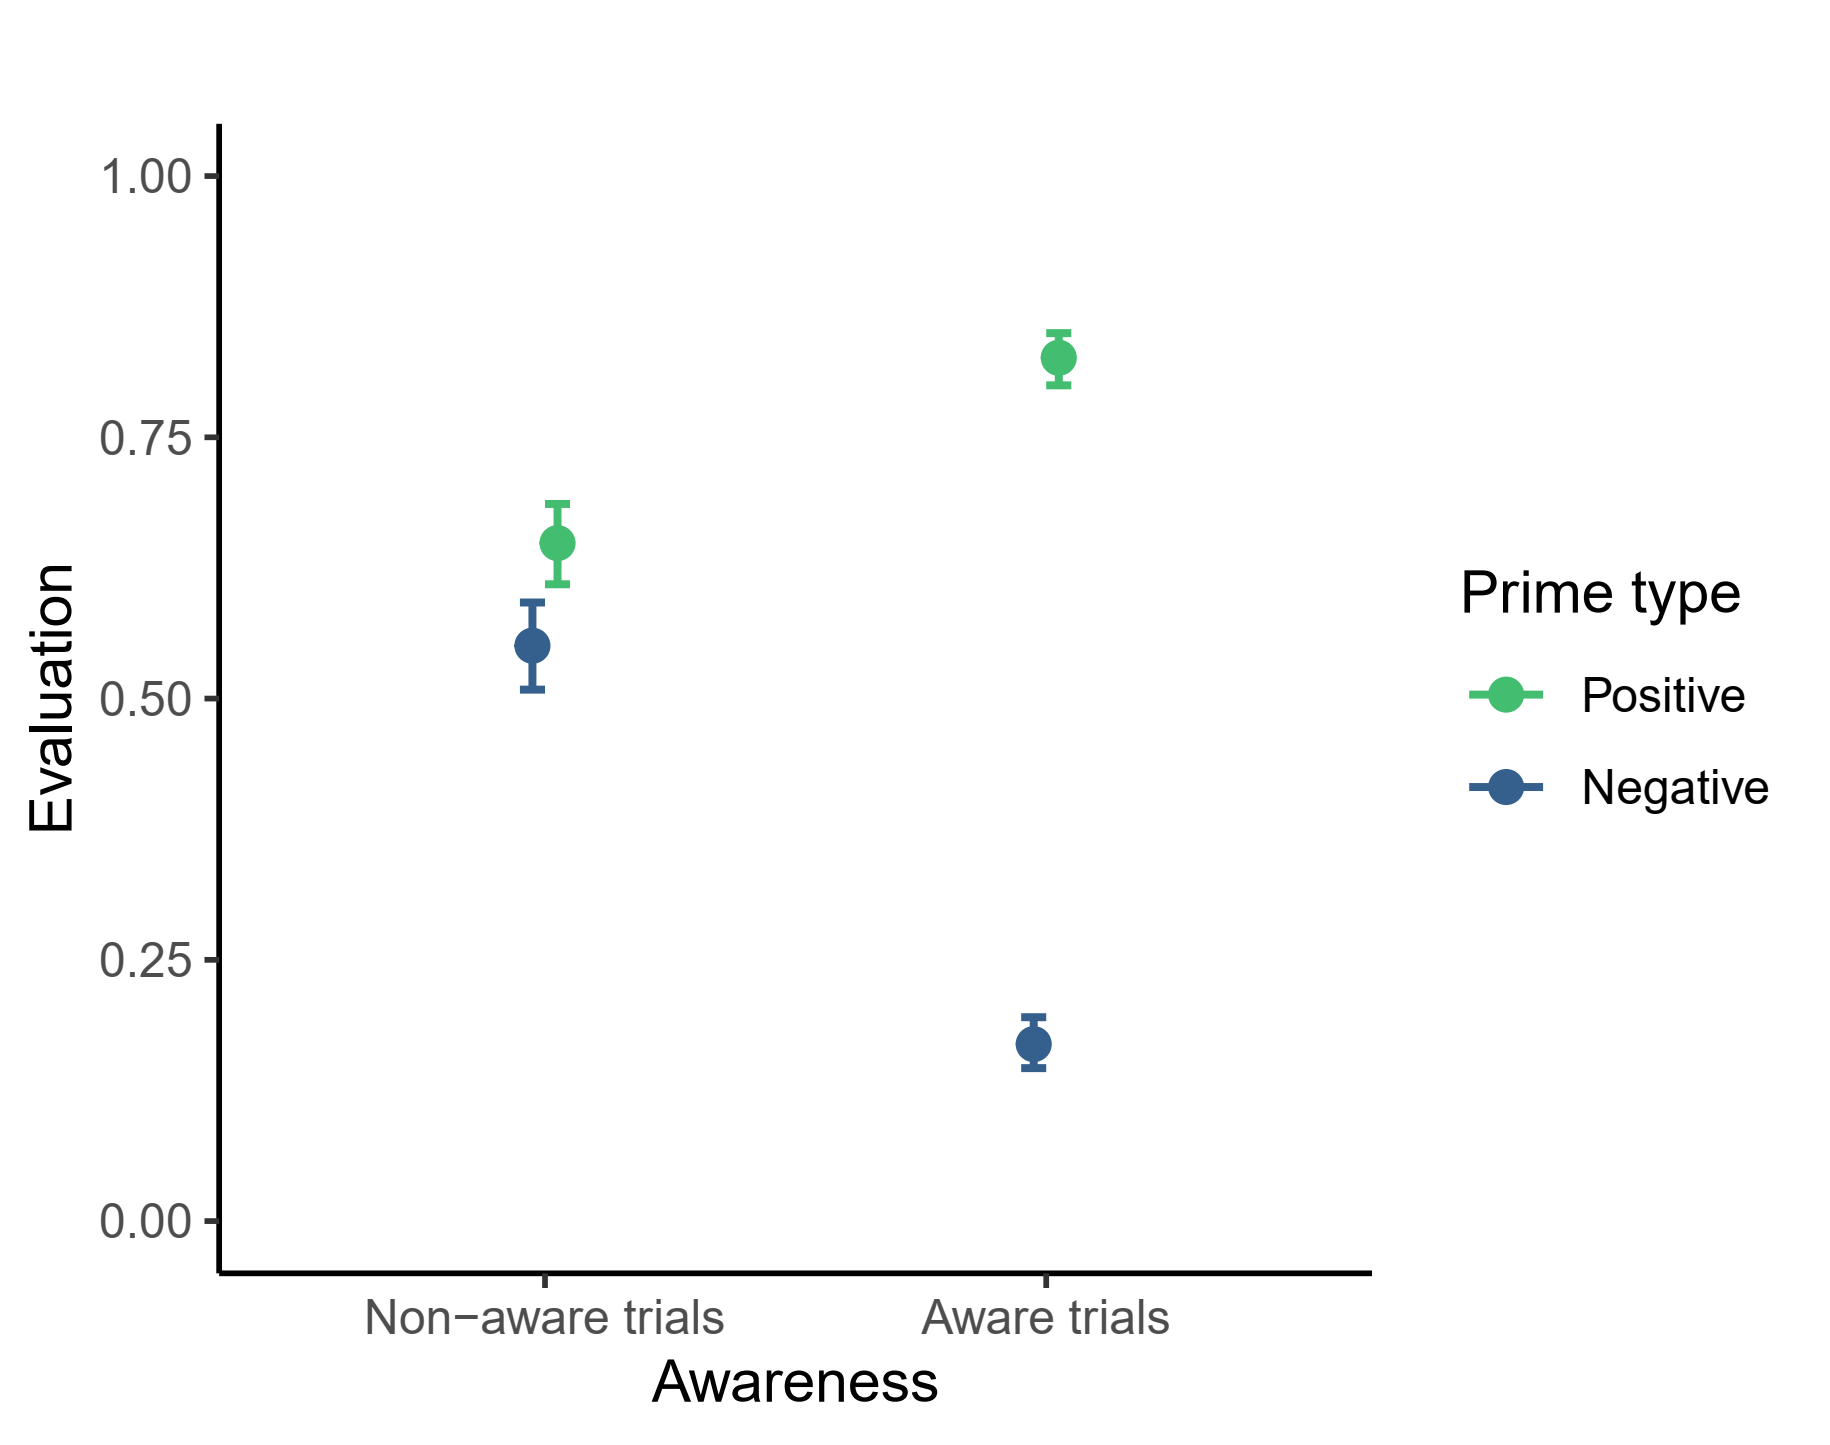 1.00
0.75
0.50
0.25
0.00
Evaluation
Non−aware trials
Aware trials
Awareness
Prime type
Positive
Negative